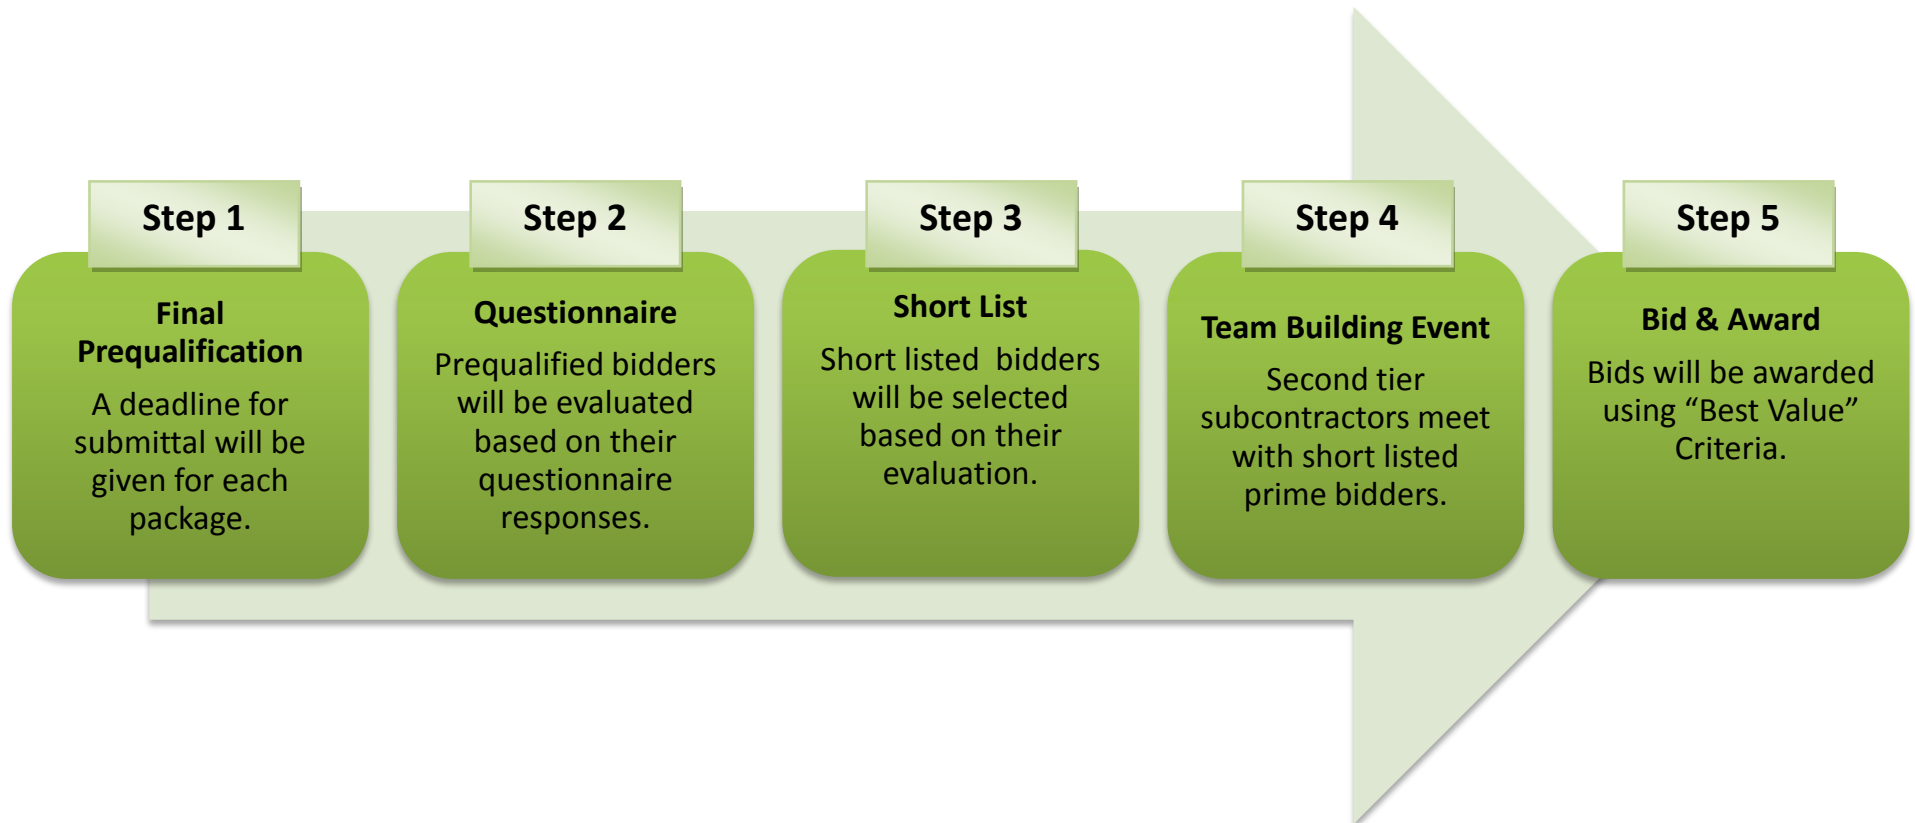 Step 1
Final
Prequalification
A deadline for
submittal will be
given for each
package.
Step 2
Questionnaire
Prequalified bidders
will be evaluated
based on their
questionnaire
responses.
Step 3
Short List
Short listed  bidders
will be selected
based on their
evaluation.
Step 4
Team Building Event
Second tier
subcontractors meet
with short listed
prime bidders.
Step 5
Bid & Award
Bids will be awarded
using “Best Value”
Criteria.